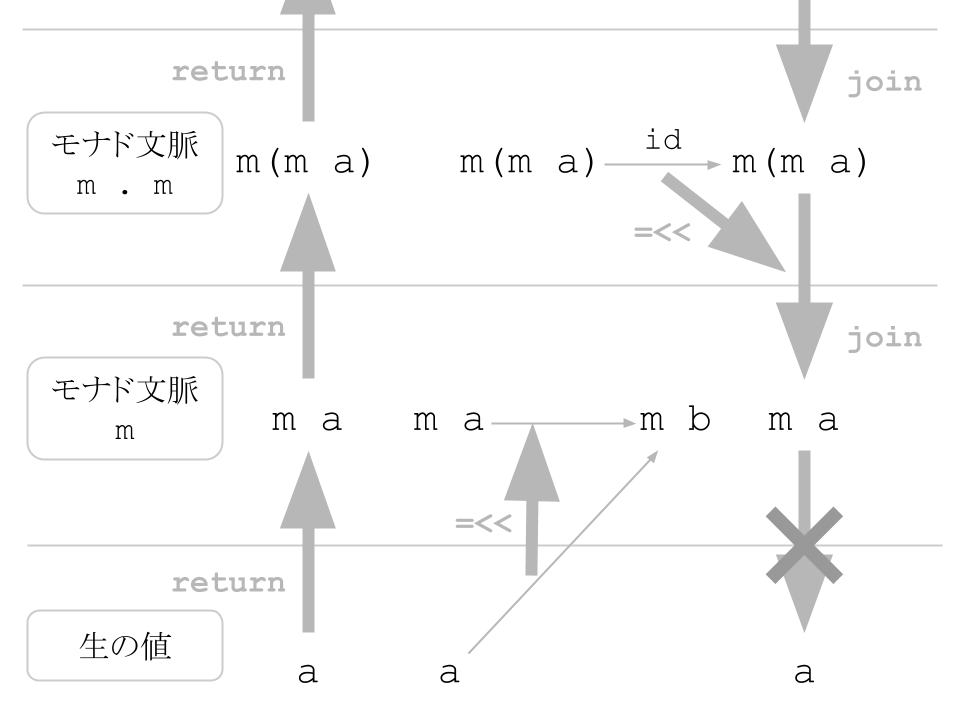 return
join
モナド文脈
m . m
m(m a)
m(m a)
id
m(m a)
=<<
return
join
モナド文脈
m
m a
m a
m b
m a
=<<
return
生の値
a
a
a